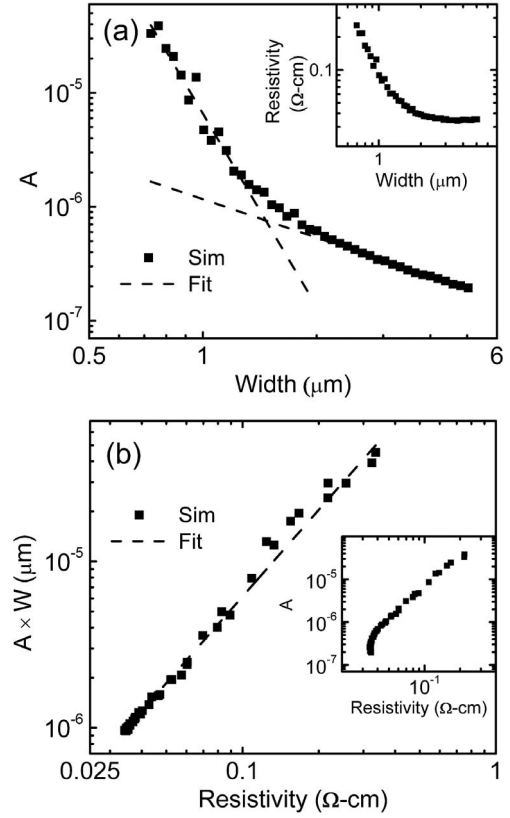 (a)
10^-5
10^-6
10^-7
A
Sim
Fit
0.5
1
6
Width (μm)
Resistivity
(Ω-cm)
0.1
1
Width (μm)
(b)
10^-5
10^-6
A × W (μm)
Sim
Fit
0.025
0.1
1
Resistivity (Ω-cm)
A
10^-5
10^-6
10^-7
10^-1
Resistivity (Ω-cm)